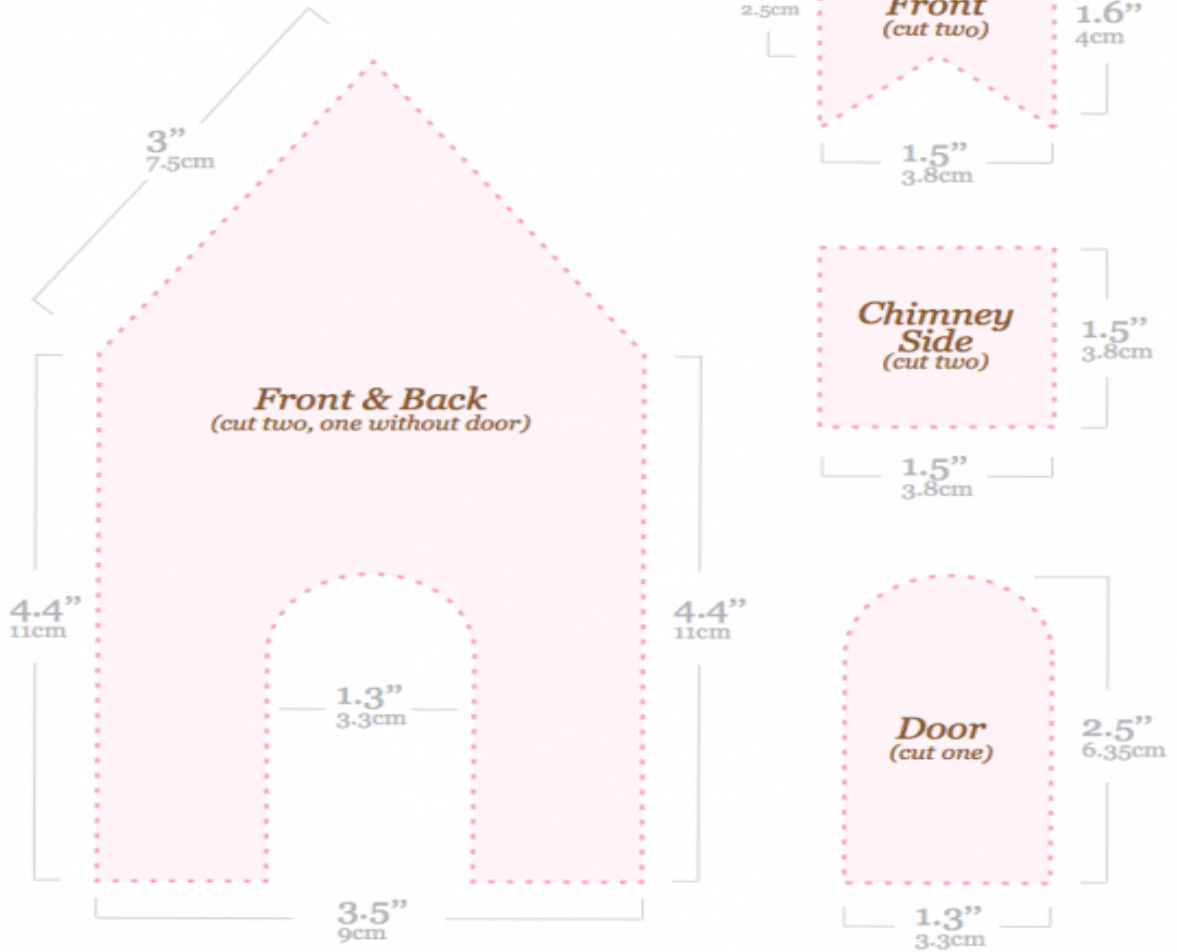 2.5cm
Front
(cut two)
1.6”
4cm
3”
7.5cm
1.5”
3.8cm
Chimney
Side
(cut two)
1.5”
3.8cm
Front & Back
(cut two, one without door)
1.5”
3.8cm
4.4”
11cm
4.4”
11cm
1.3”
3.3cm
Door
(cut one)
2.5”
6.35cm
3.5”
9cm
1.3”
3.3cm